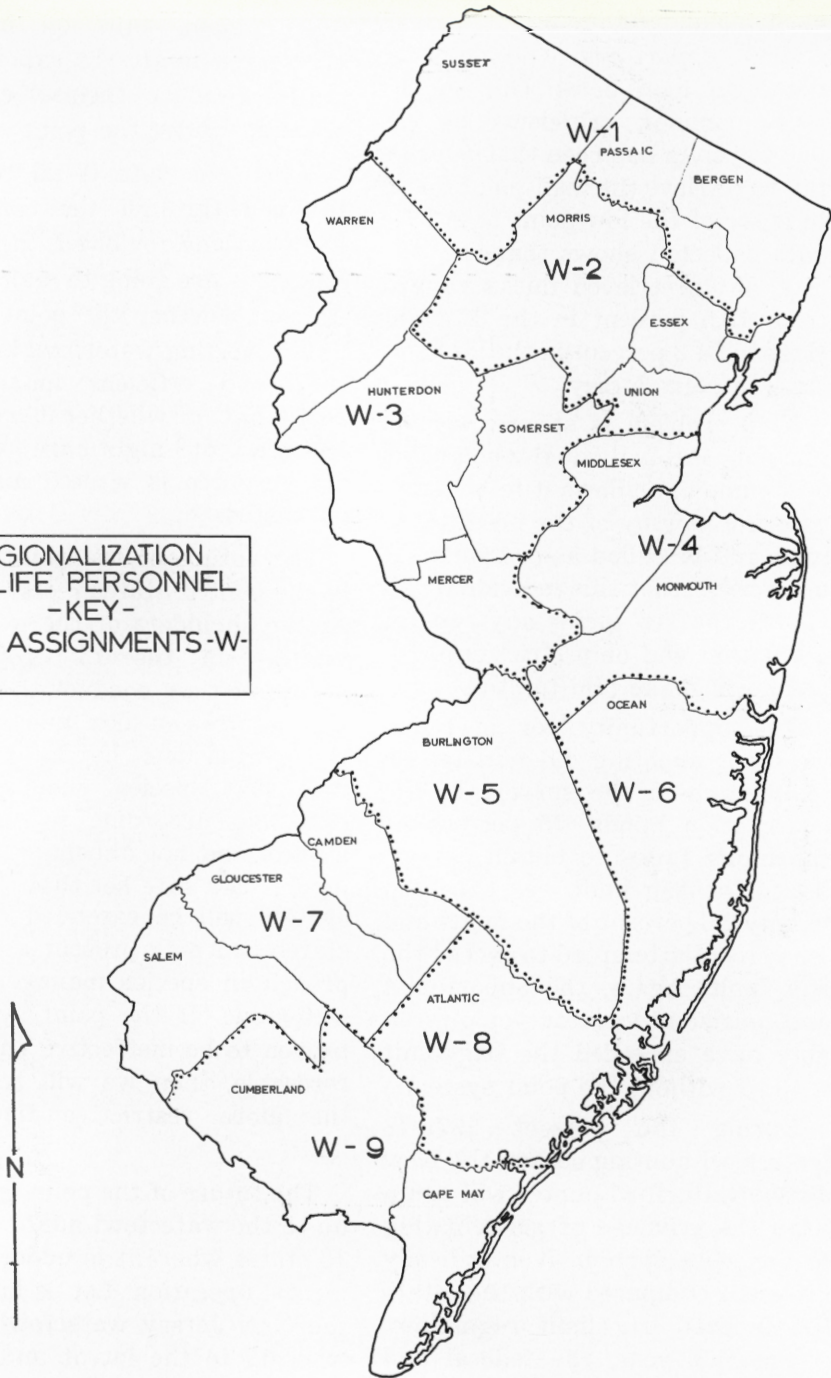 SUSSEX
W-1
PASSAIC
BERGEN
WARREN
MORRIS
W-2
ESSEX
HUNTERDON
W-3
UNION
SOMERSET
MIDDLESEX
W-4
GIONALIZATION
LIFE PERSONNEL
-KEY-
ASSIGNMENTS-W-
MERCER
MONMOUTH
OCEAN
BURLINGTON
W-5
W-6
CAMDEN
GLOUCESTER
W-7
SALEM
ATLANTIC
W-8
CUMBERLAND
W-9
N
CAPE MAY